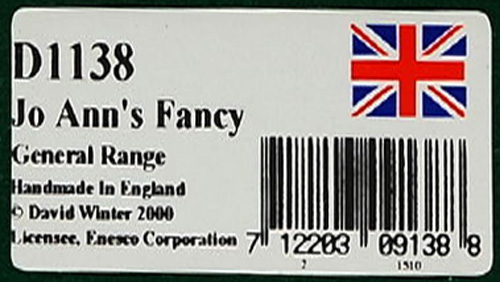 D1138
Jo Ann's Fancy
General Range
Handmade In England
© David Winter 2000
Licensee, Enesco Corporation
7 12203 09138 8
2 1510